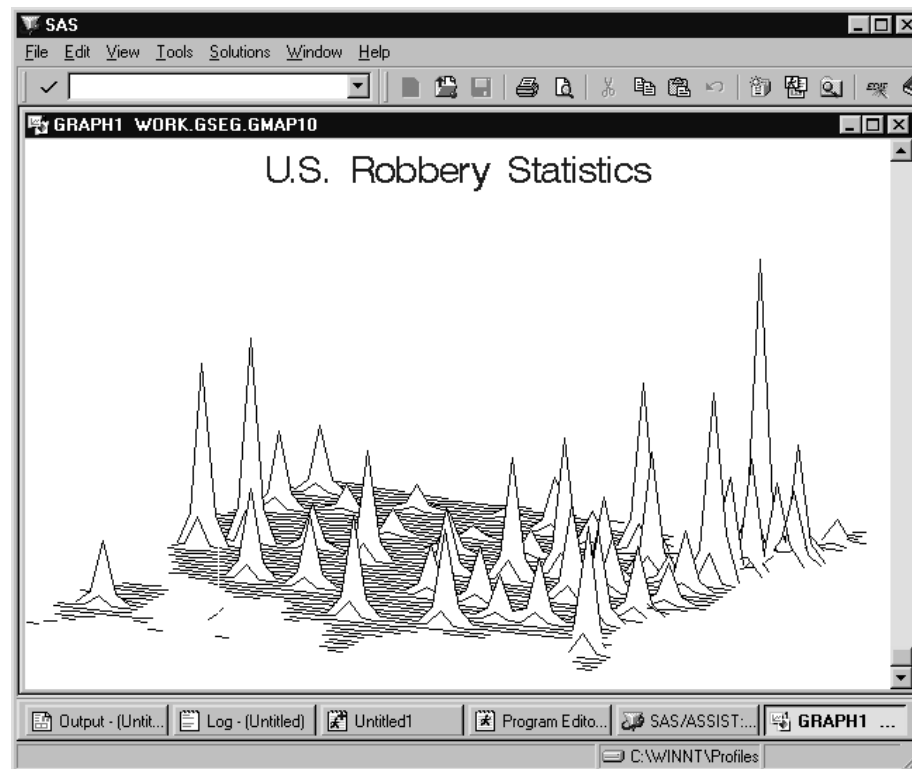 SAS
File Edit View Tools Solutions Window Help
GRAPH1 WORK.GSEG.GMAP10
U.S. Robbery Statistics
Output - (Untit... Log - (Untitled) Untitled1 Program Edito... SAS/ASSIST:... GRAPH1 ...
C:\WINNT\Profiles